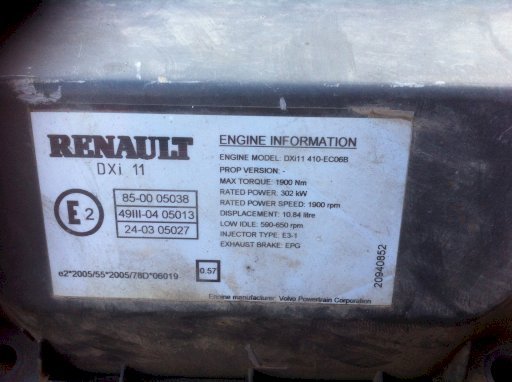 RENAULT
DXi 11
E2
85-00 05038
49III-04 05013
24-03 05027
e2*2005/55*2005/78D*06019
0.57
ENGINE INFORMATION
ENGINE MODEL: DXi11 410-EC06B
PROP VERSION: -
MAX TORQUE: 1900 Nm
RATED POWER: 302 kW
RATED POWER SPEED: 1900 rpm
DISPLACEMENT: 10.84 litre
LOW IDLE: 590-650 rpm
INJECTOR TYPE: E3-1
EXHAUST BRAKE: EPG
Engine manufacturer: Volvo Powertrain Corporation
20940852